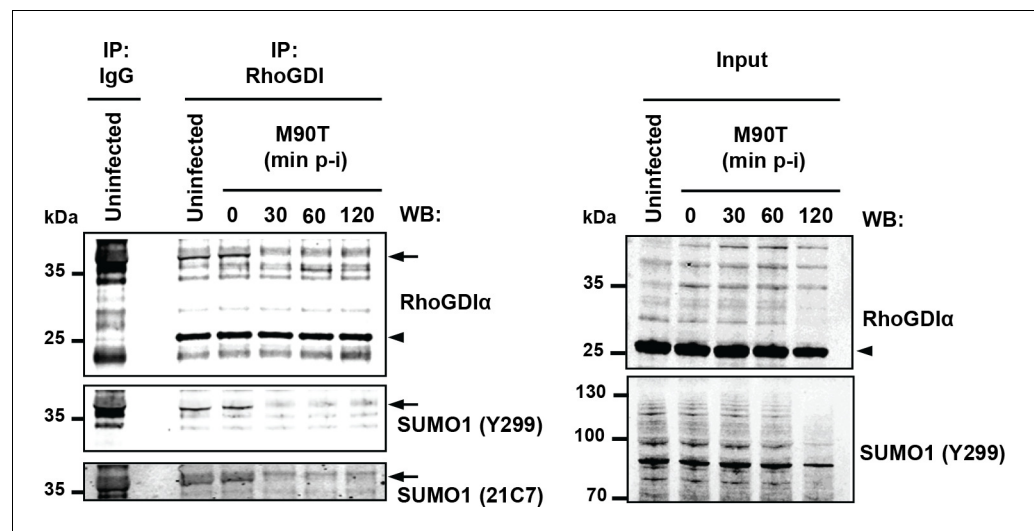 IP:
IgG
IP:
RhoGDI
Input
Uninfected
Uninfected
M90T
(min p-i)
Uninfected
M90T
(min p-i)
kDa
0 30 60 120 WB:
kDa
0 30 60 120 WB:
35
25
RhoGDIα
35
25
RhoGDIα
35
SUMO1 (Y299)
35
SUMO1 (21C7)
130
100
70
SUMO1 (Y299)